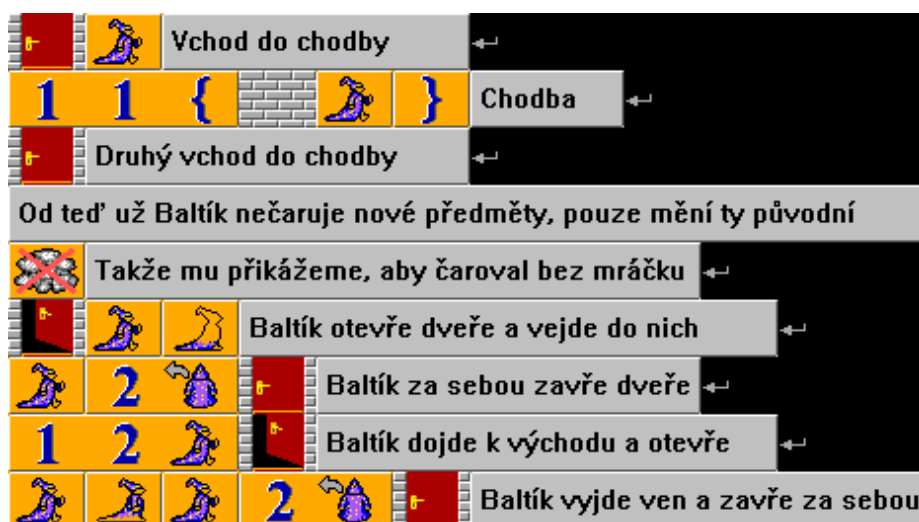 Vchod do chodby
1 1 { } Chodba
Druhý vchod do chodby
Od teď už Baltík nečaruje nové předměty, pouze mění ty původní
Takže mu přikážeme, aby čaroval bez mráčku
Baltík otevře dveře a vejde do nich
2 Baltík za sebou zavře dveře
1 2 Baltík dojde k východu a otevře
2 Baltík vyjde ven a zavře za sebou